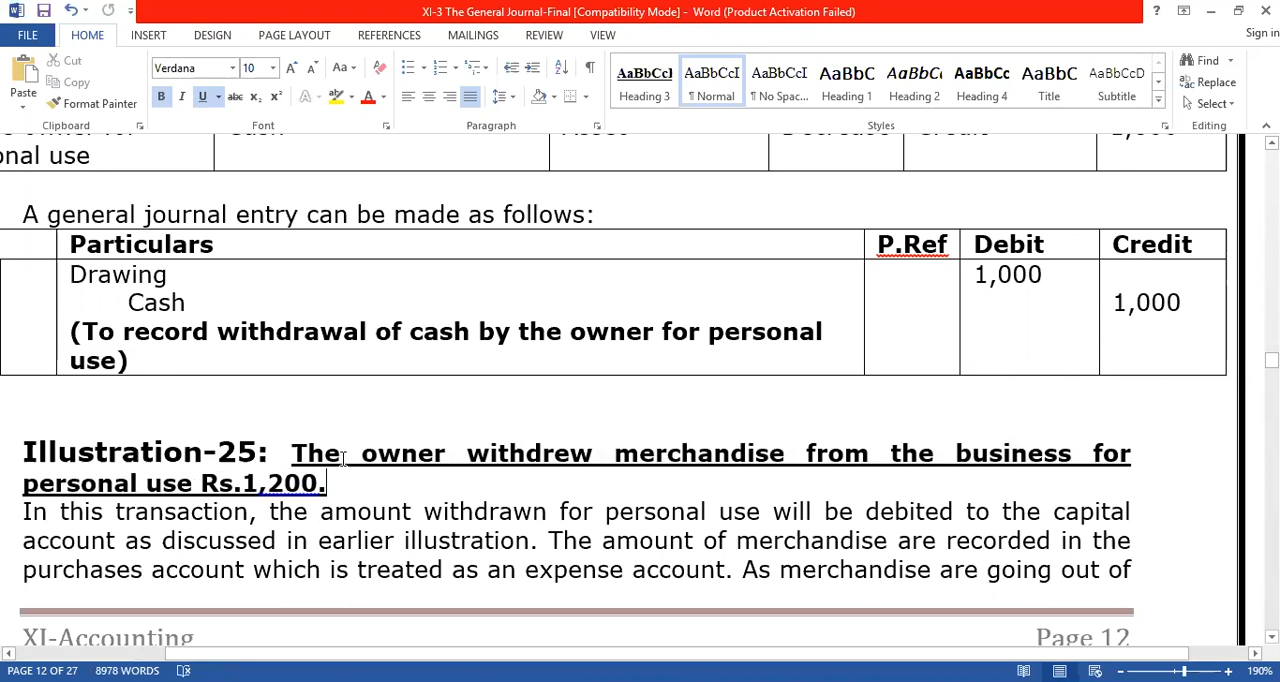 XI-3 The General Journal-Final [Compatibility Mode] - Word (Product Activation Failed)
FILE HOME INSERT DESIGN PAGE LAYOUT REFERENCES MAILINGS REVIEW VIEW Sign in
Paste Cut Copy Format Painter
Verdana 10
AaBbCcI AaBbCcI AaBbCcI AaBbC AaBbCc AaBbCc AaBbC AaBbCcD
Heading 3 ¶ Normal ¶ No Spac... Heading 1 Heading 2 Heading 4 Title Subtitle
Find Replace Select
Clipboard Font Paragraph Styles Editing
onal use
A general journal entry can be made as follows:
Particulars P.Ref Debit Credit
Drawing 1,000
Cash 1,000
(To record withdrawal of cash by the owner for personal
use)
Illustration-25: The owner withdrew merchandise from the business for
personal use Rs.1,200.
In this transaction, the amount withdrawn for personal use will be debited to the capital
account as discussed in earlier illustration. The amount of merchandise are recorded in the
purchases account which is treated as an expense account. As merchandise are going out of
XI-Accounting Page 12
PAGE 12 OF 27 8978 WORDS 190%